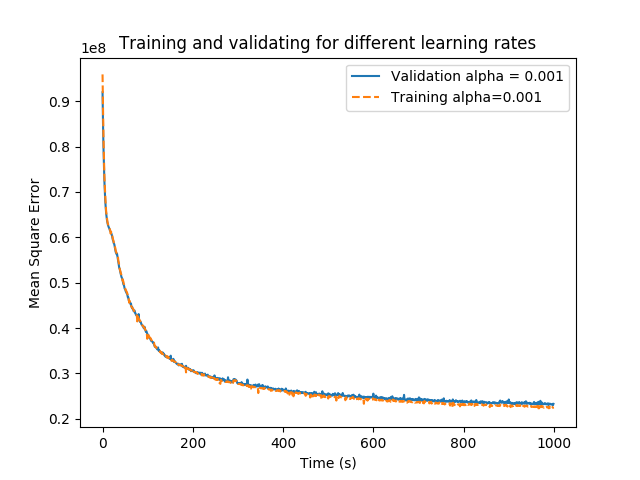 Training and validating for different learning rates
1e8
Validation alpha = 0.001
Training alpha=0.001
0.9
0.8
0.7
0.6
0.5
0.4
0.3
0.2
Mean Square Error
0 200 400 600 800 1000
Time (s)